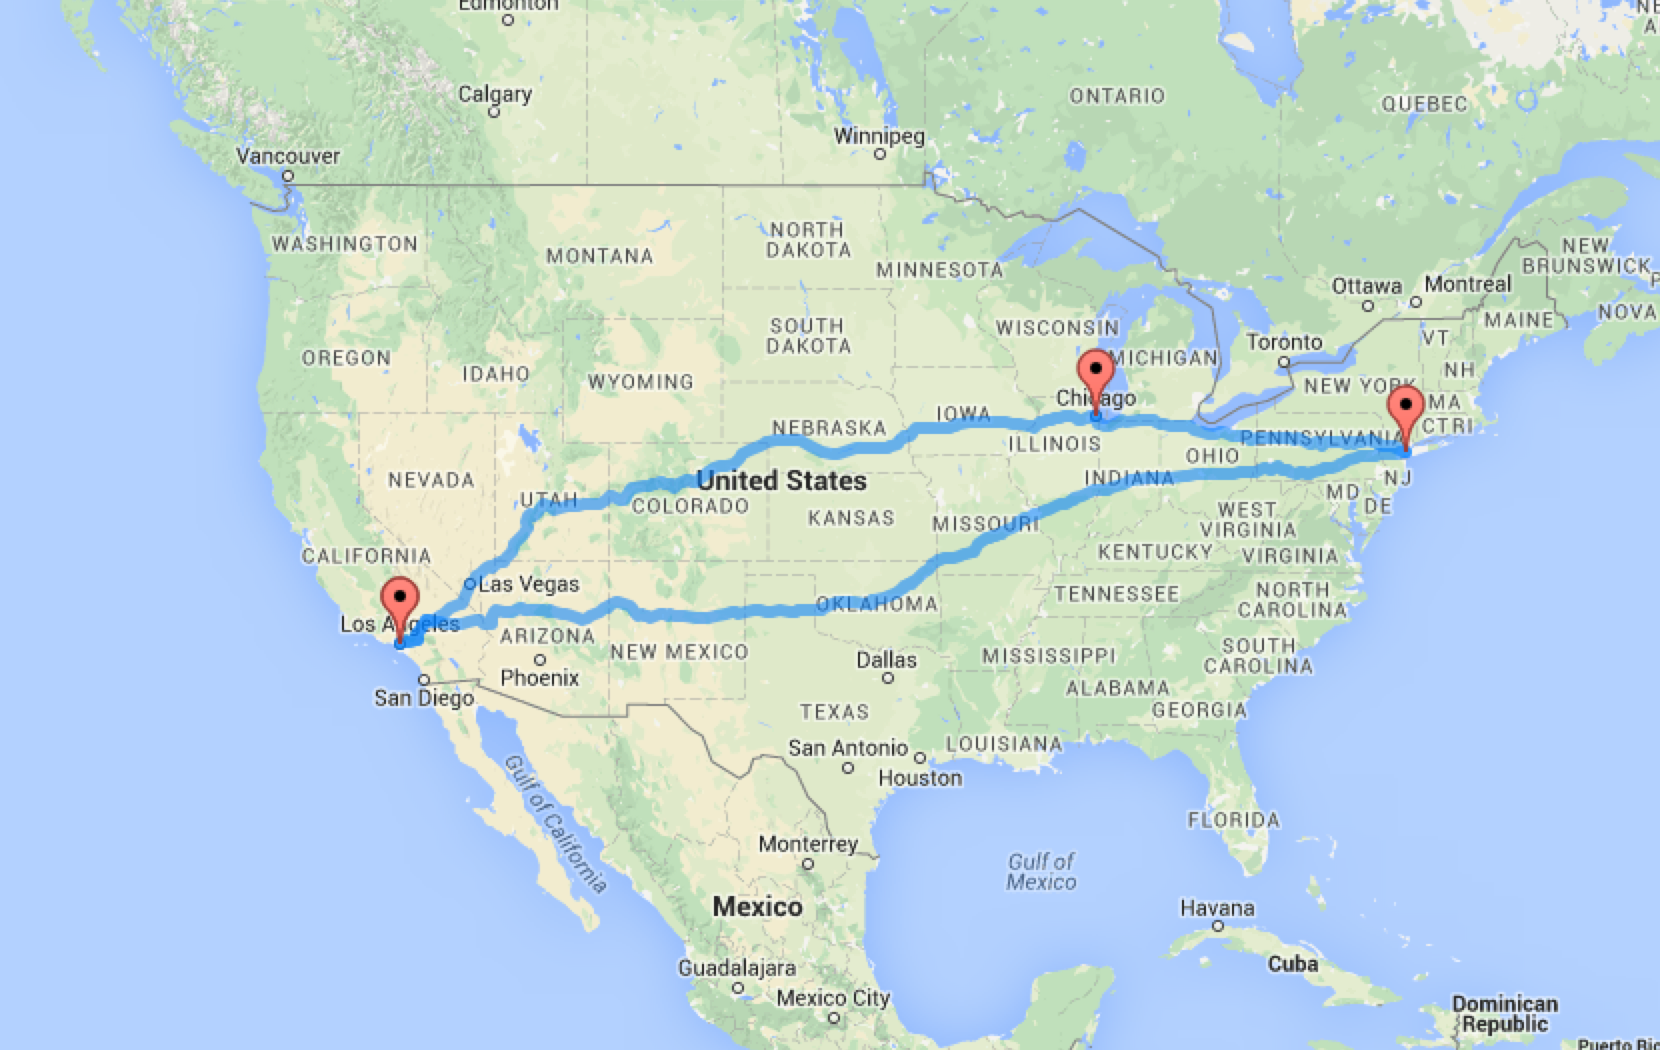 Edmonton
Calgary
Winnipeg
Vancouver
ONTARIO
QUEBEC
WASHINGTON
MONTANA
NORTH
DAKOTA
MINNESOTA
NEW
BRUNSWICK
Ottawa
Montreal
NOVA
MAINE
OREGON
IDAHO
WYOMING
SOUTH
DAKOTA
WISCONSIN
MICHIGAN
Toronto
VT
NH
NEW YORK
MA
CT RI
Chicago
IOWA
NEBRASKA
ILLINOIS
PENNSYLVANIA
OHIO
INDIANA
NJ
MD
DE
NEVADA
UTAH
United States
COLORADO
KANSAS
MISSOURI
WEST
VIRGINIA
KENTUCKY
VIRGINIA
CALIFORNIA
Las Vegas
Los Angeles
OKLAHOMA
TENNESSEE
NORTH
CAROLINA
ARIZONA
NEW MEXICO
Phoenix
San Diego
Dallas
MISSISSIPPI
SOUTH
CAROLINA
ALABAMA
GEORGIA
TEXAS
San Antonio
LOUISIANA
Houston
Gulf of California
FLORIDA
Monterrey
Gulf of
Mexico
Mexico
Havana
Cuba
Guadalajara
Mexico City
Dominican
Republic
Puerto Ric